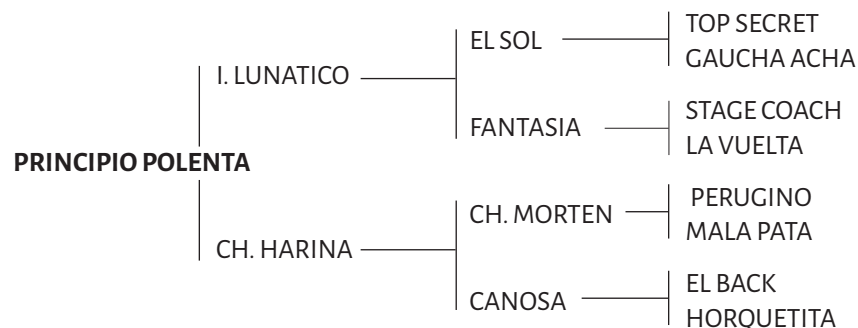 TOP SECRET
EL SOL
GAUCHA ACHA
I. LUNATICO
STAGE COACH
FANTASIA
LA VUELTA
PRINCIPIO POLENTA
PERUGINO
CH. MORTEN
MALA PATA
CH. HARINA
EL BACK
CANOSA
HORQUETITA